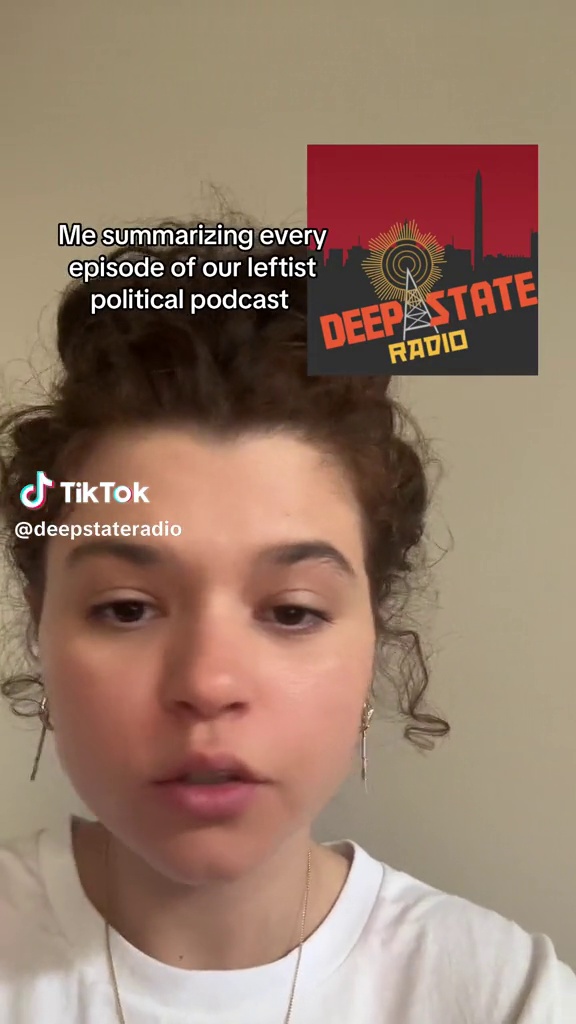 Me summarizing every
episode of our leftist
political podcast
DEEP STATE
RADIO
TikTok
@deepstateradio